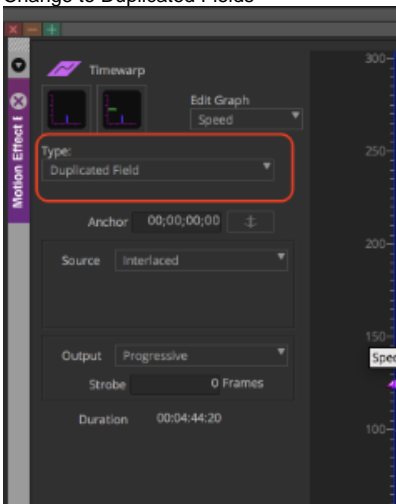 Change to Duplicated Fields
Motion Effect E
Timewarp
Edit Graph
Speed
Type:
Duplicated Field
Anchor 00;00;00;00
Source Interlaced
Output Progressive
Strobe 0 Frames
Duration 00:04:44:20
300
250
200
150
Spee
100